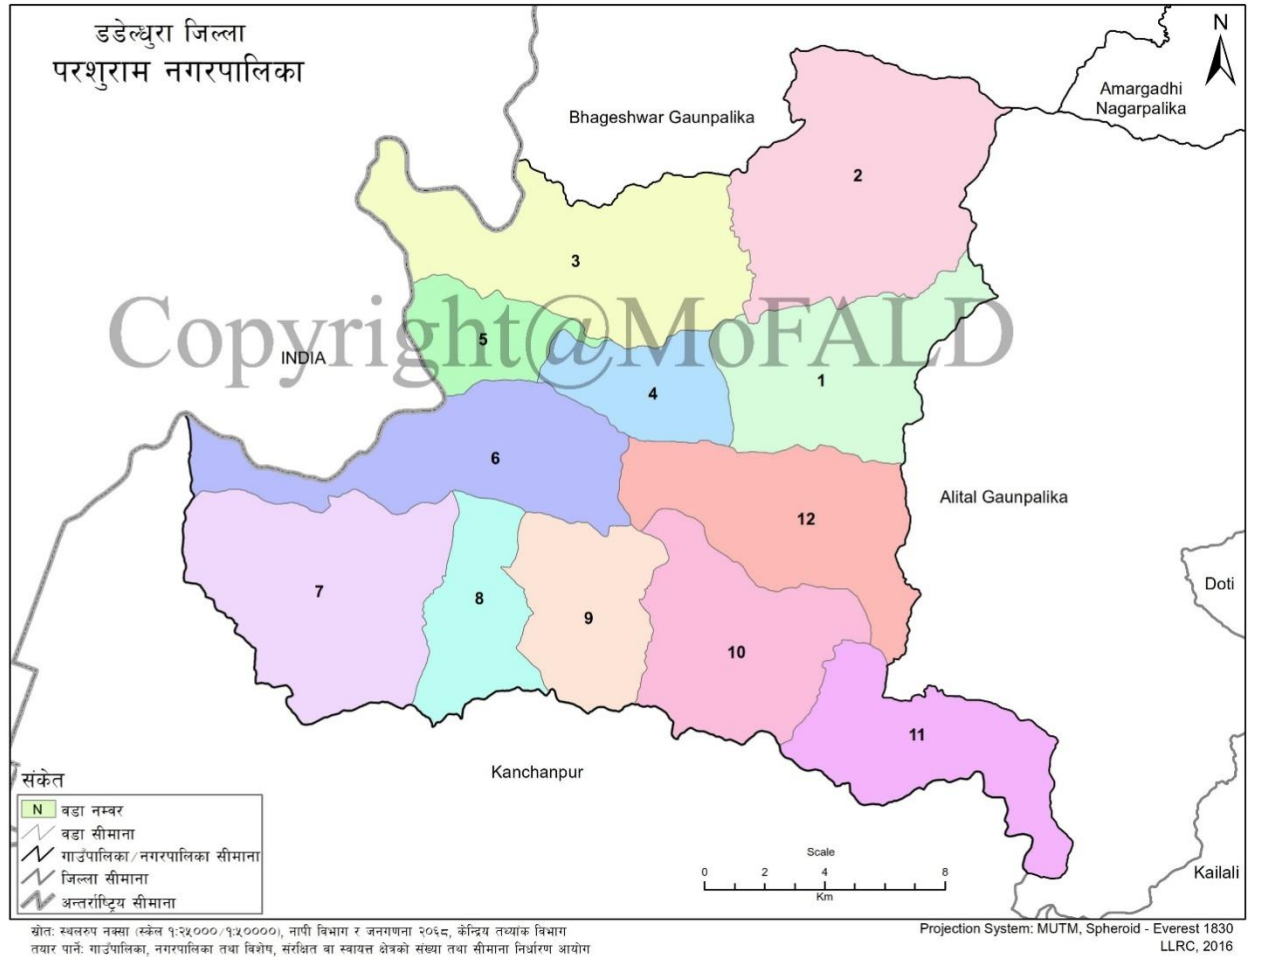 डडेल्धुरा जिल्ला
परशुराम नगरपालिका
N
Amargadhi
Nagarpalika
Bhageshwar Gaunpalika
2
3
Copyright@MoFALD
5
INDIA
1
4
6
Alital Gaunpalika
12
7
8
9
Doti
10
11
Kanchanpur
संकेत
N वडा नम्बर
वडा सीमाना
गाउँपालिका/नगरपालिका सीमाना
जिल्ला सीमाना
अन्तर्राष्ट्रिय सीमाना
Scale
0 2 4 8
Km
Kailali
स्रोत: स्थलरुप नक्सा (स्केल १:२५०००/१:५००००), नापी विभाग र जनगणना २०६८, केन्द्रिय तथ्यांक विभाग
तयार पार्ने: गाउँपालिका, नगरपालिका तथा विशेष, संरक्षित वा स्वायत्त क्षेत्रको संख्या तथा सीमाना निर्धारण आयोग
Projection System: MUTM, Spheroid - Everest 1830
LLRC, 2016